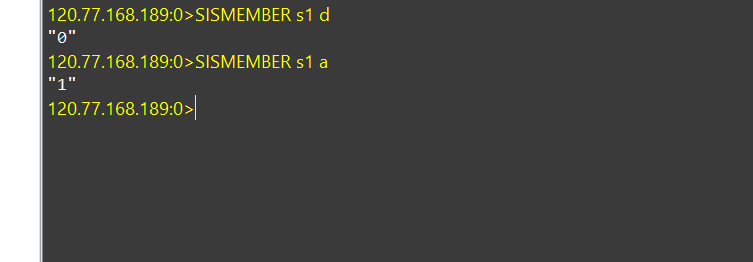 120.77.168.189:0>SISMEMBER s1 d
"0"
120.77.168.189:0>SISMEMBER s1 a
"1"
120.77.168.189:0>